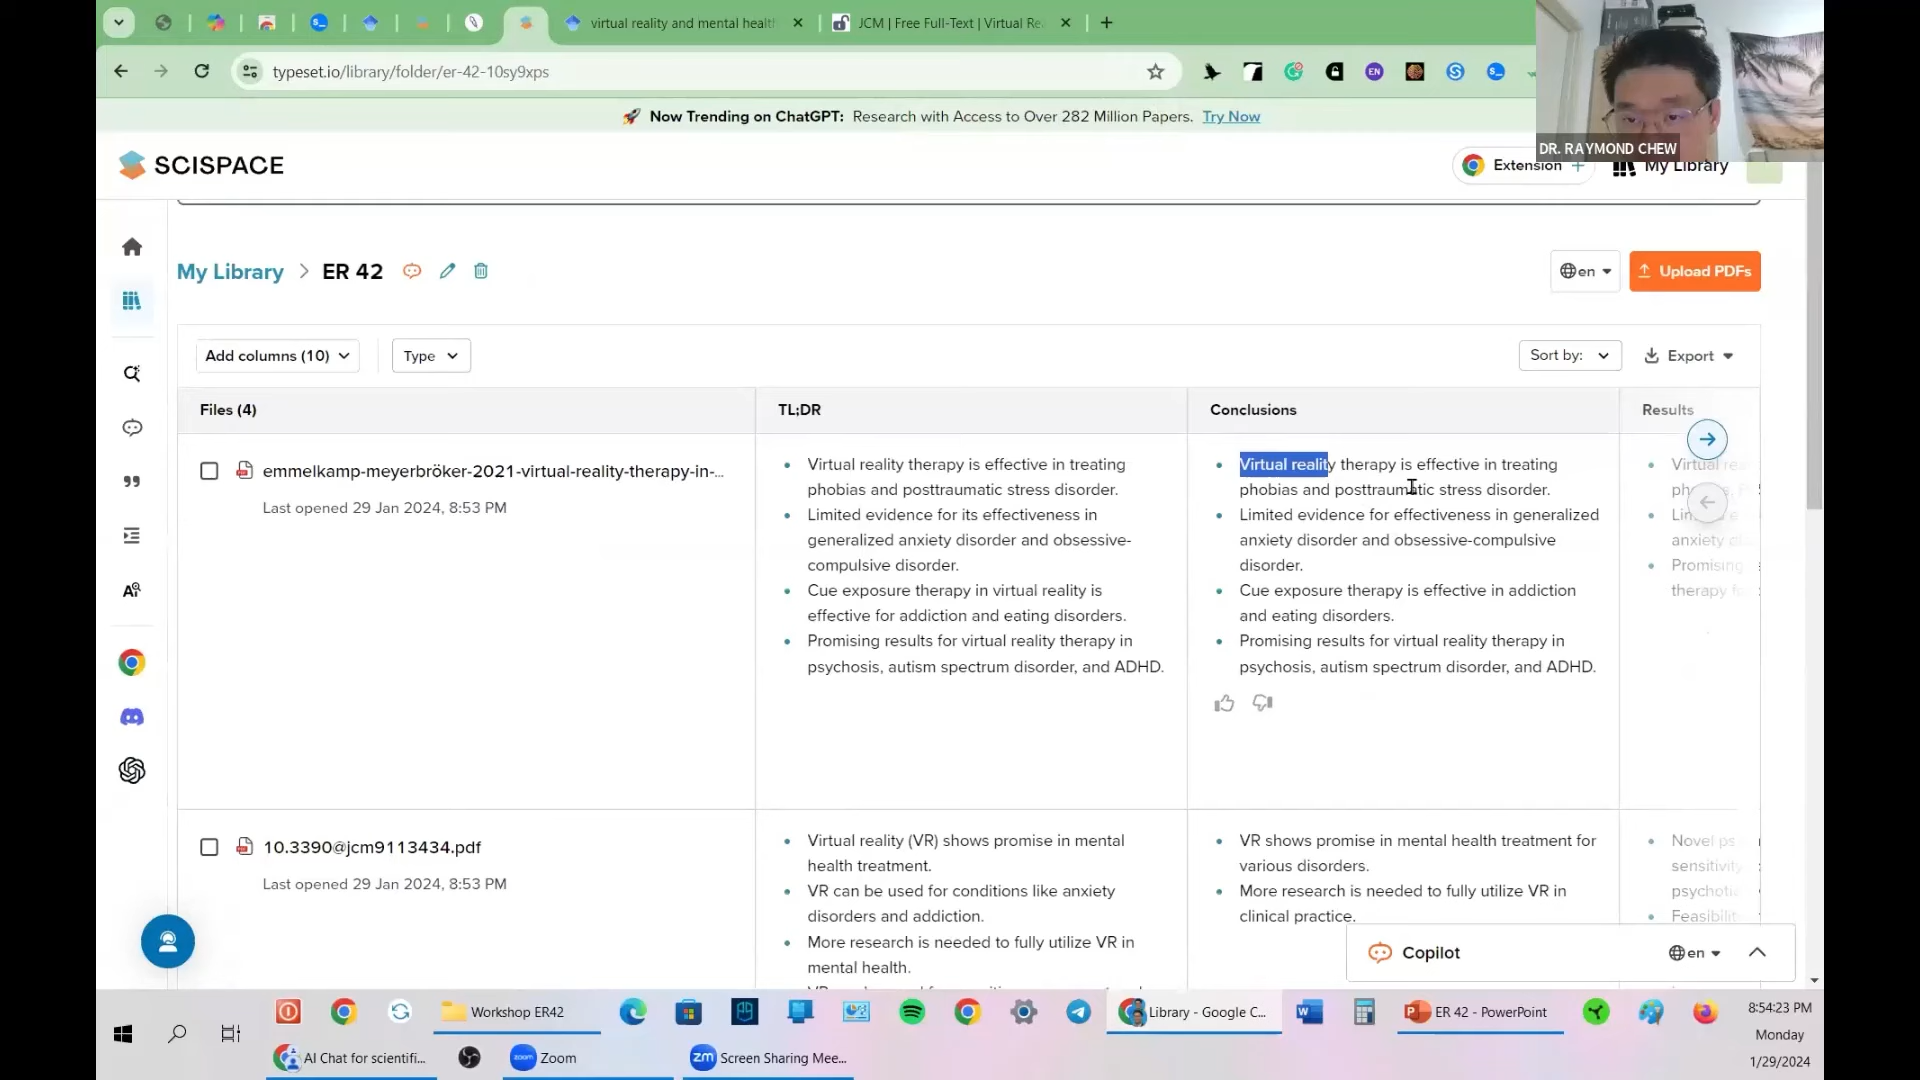 virtual reality and mental healt
JCM | Free Full-Text | Virtual Re
typeset.io/library/folder/er-42-10sy9xps
EN
Now Trending on ChatGPT: Research with Access to Over 282 Million Papers. Try Now
DR. RAYMOND CHEW
SCISPACE
Extension
My Library
My Library > ER 42
en
Upload PDFs
Add columns (10)
Type
Sort by:
Export
Files (4)
TL;DR
Conclusions
Results
emmelkamp-meyerbröker-2021-virtual-reality-therapy-in-...
Last opened 29 Jan 2024, 8:53 PM
Virtual reality therapy is effective in treating
phobias and posttraumatic stress disorder.
Limited evidence for its effectiveness in
generalized anxiety disorder and obsessive-
compulsive disorder.
Cue exposure therapy in virtual reality is
effective for addiction and eating disorders.
Promising results for virtual reality therapy in
psychosis, autism spectrum disorder, and ADHD.
Virtual reality therapy is effective in treating
phobias and posttraumatic stress disorder.
Limited evidence for effectiveness in generalized
anxiety disorder and obsessive-compulsive
disorder.
Cue exposure therapy is effective in addiction
and eating disorders.
Promising results for virtual reality therapy in
psychosis, autism spectrum disorder, and ADHD.
anxiety
Promising
therapy
10.3390@jcm9113434.pdf
Last opened 29 Jan 2024, 8:53 PM
Virtual reality (VR) shows promise in mental
health treatment.
VR can be used for conditions like anxiety
disorders and addiction.
More research is needed to fully utilize VR in
mental health.
VR shows promise in mental health treatment for
various disorders.
More research is needed to fully utilize VR in
clinical practice.
Novel
sensitivity
Copilot
en
Workshop ER42
Library - Google C...
ER 42 - PowerPoint
8:54:23 PM
Monday
1/29/2024
AI Chat for scientifi...
zoom
Zoom
zm
Screen Sharing Mee...